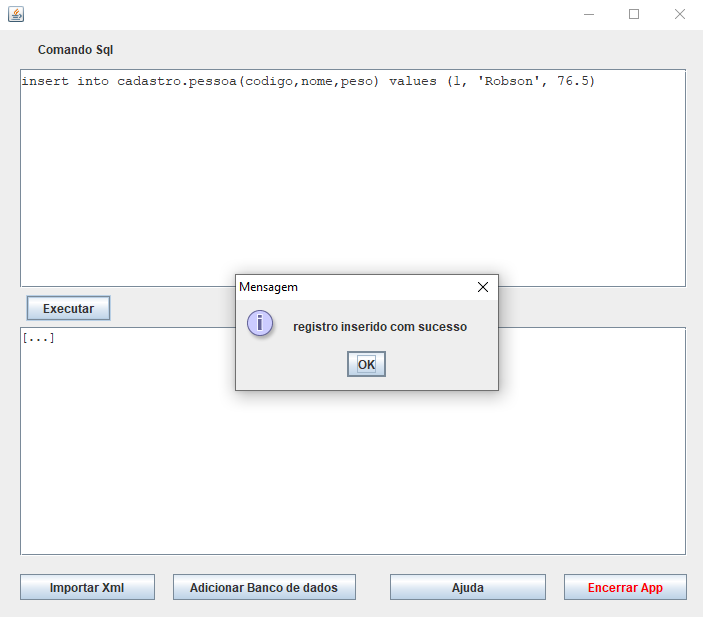 Comando Sql
insert into cadastro.pessoa(codigo,nome,peso) values (1, 'Robson', 76.5)
Mensagem
registro inserido com sucesso
OK
Executar
[...]
Importar Xml
Adicionar Banco de dados
Ajuda
Encerrar App